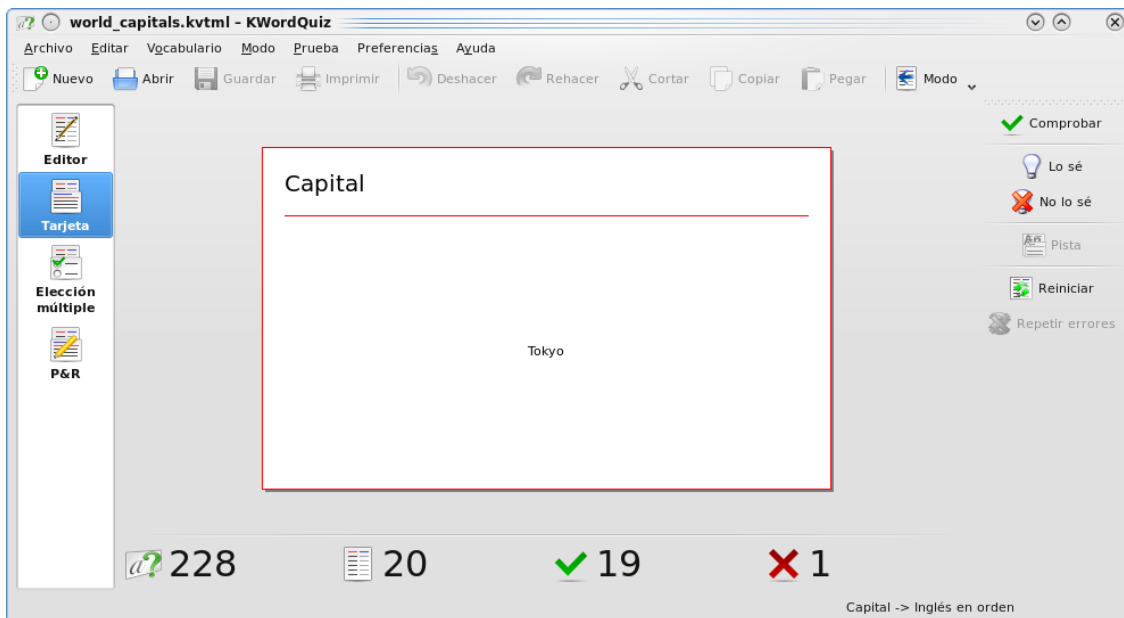 world_capitals.kvtml – KWordQuiz
Archivo Editar Vocabulario Modo Prueba Preferencias Ayuda
Nuevo Abrir Guardar Imprimir Deshacer Rehacer Cortar Copiar Pegar Modo
Editor
Tarjeta
Elección
múltiple
P&R
Capital
Tokyo
Comprobar
Lo sé
No lo sé
Pista
Reiniciar
Repetir errores
228 20 19 1
Capital -> Inglés en orden